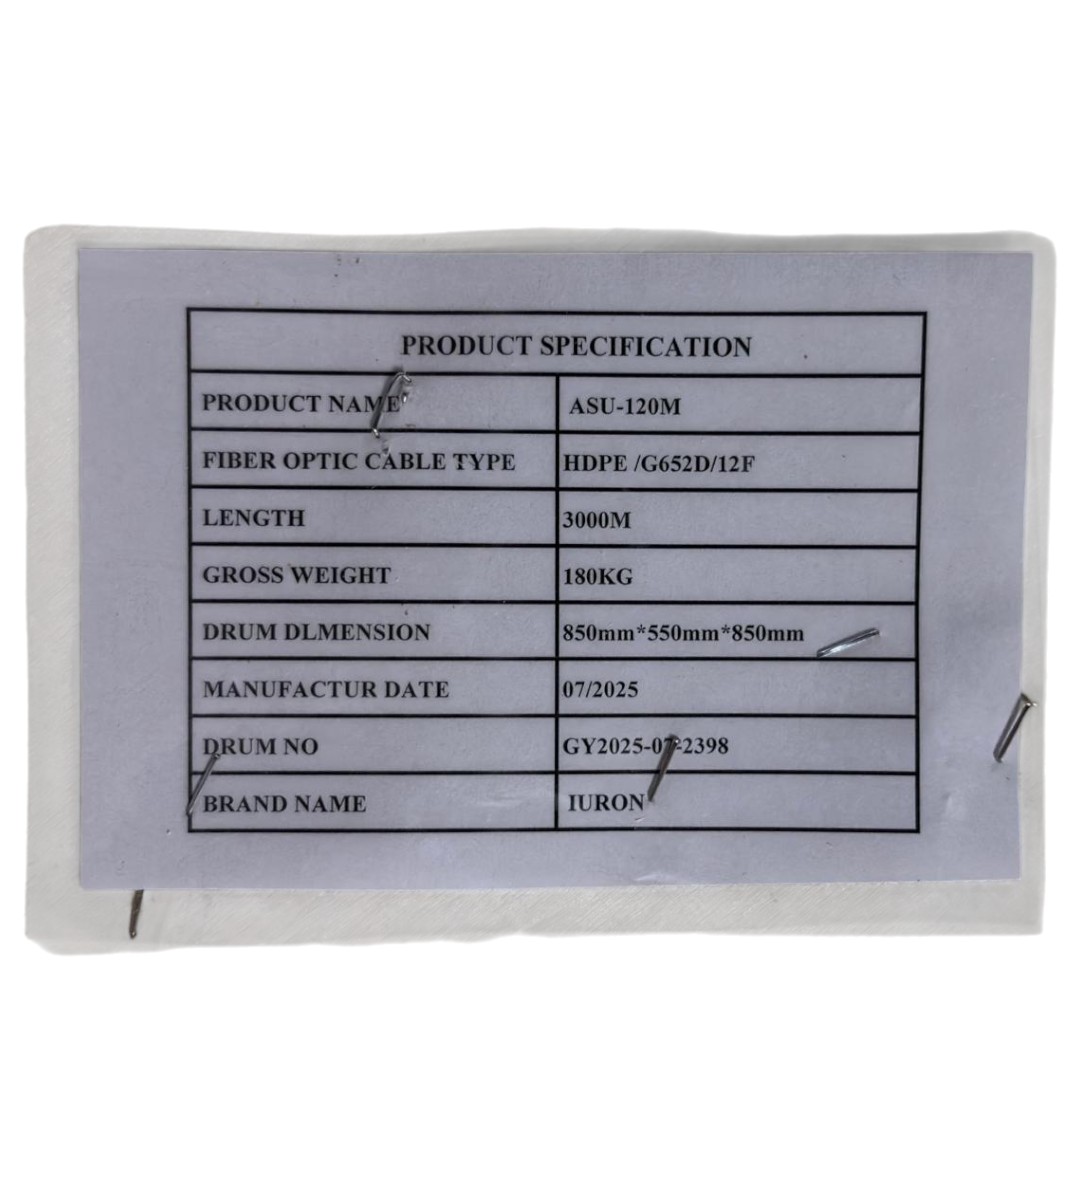 PRODUCT SPECIFICATION
PRODUCT NAME ASU-120M
FIBER OPTIC CABLE TYPE HDPE /G652D/12F
LENGTH 3000M
GROSS WEIGHT 180KG
DRUM DLMENSION 850mm*550mm*850mm
MANUFACTUR DATE 07/2025
DRUM NO GY2025-07-2398
BRAND NAME IURON